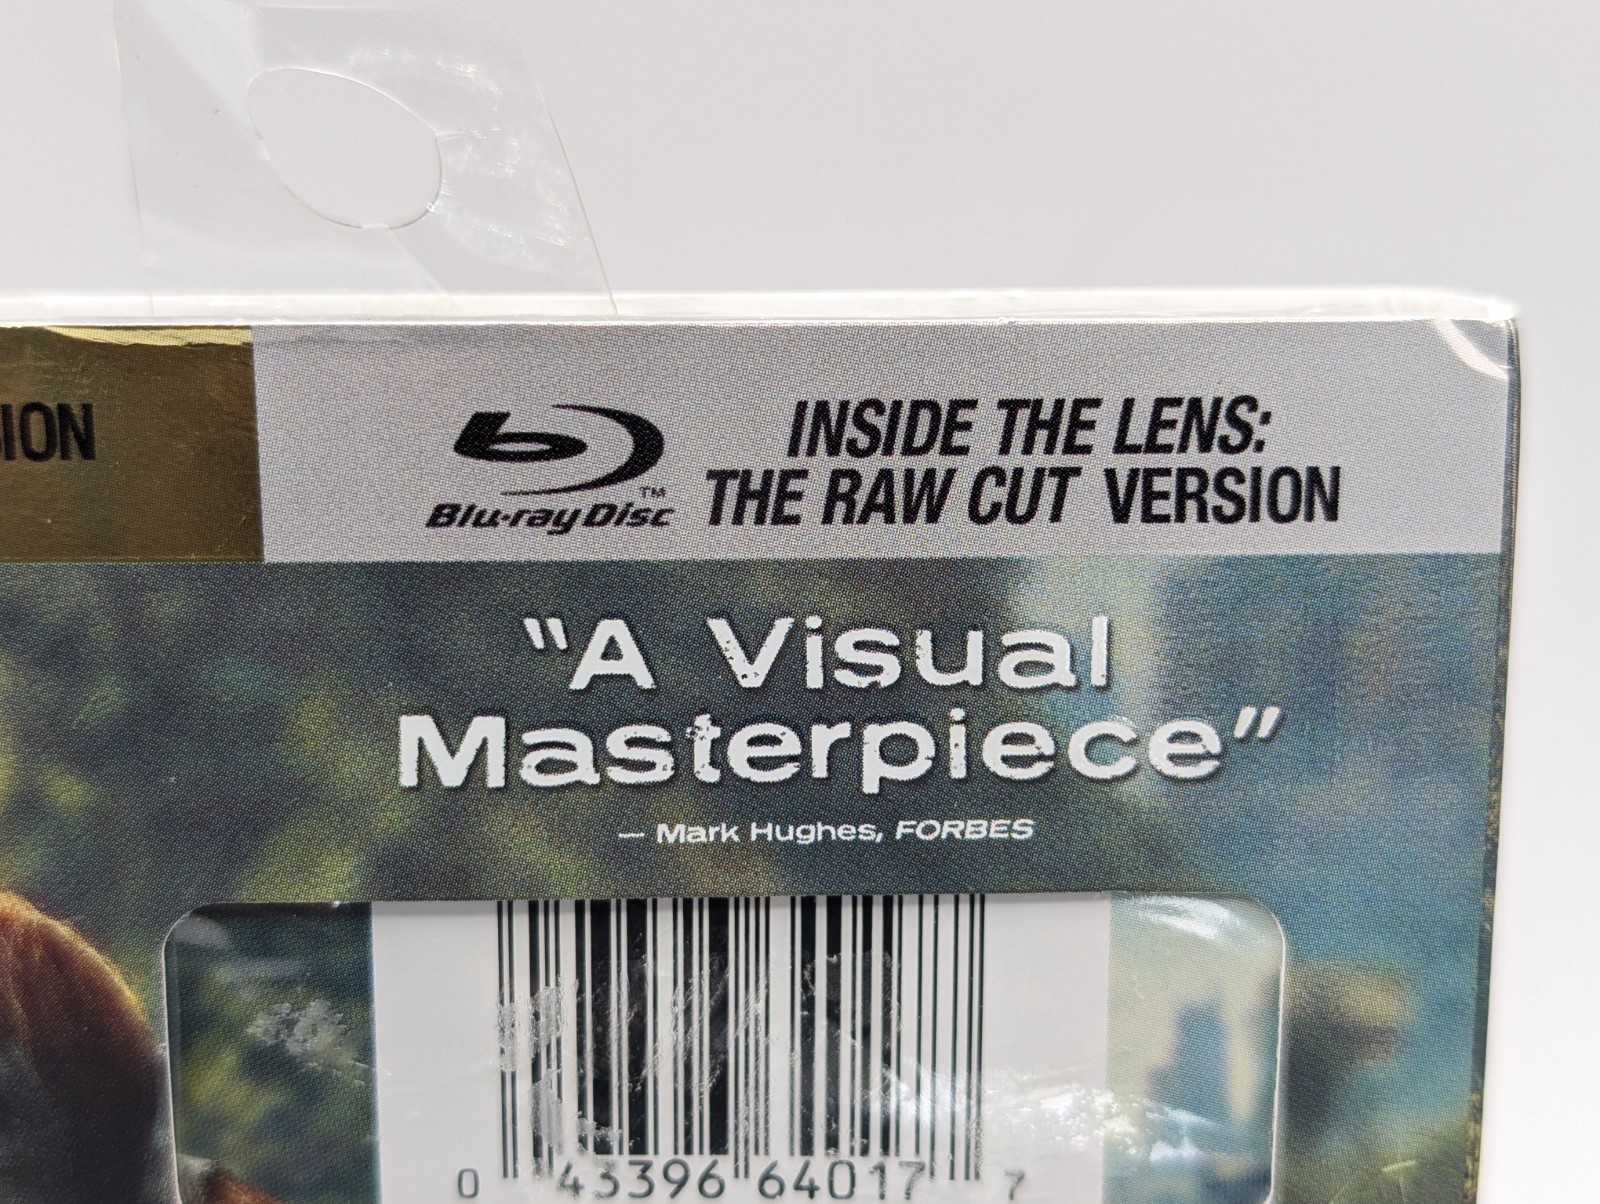 ION
Blu-ray Disc™
INSIDE THE LENS:
THE RAW CUT VERSION
“A Visual
Masterpiece”
— Mark Hughes, FORBES
0 43396 64017 7